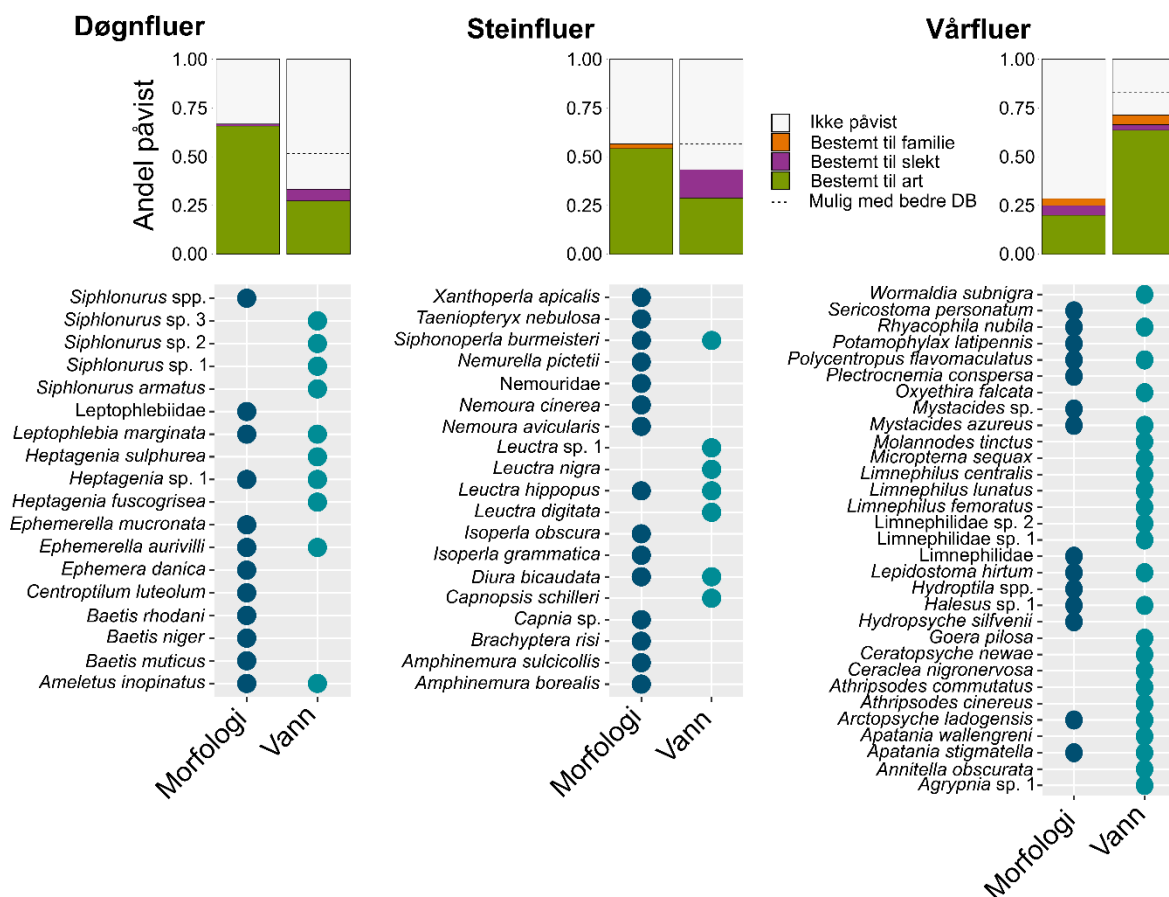 Døgnfluer
Steinfluer
Vårfluer
Andel påvist
1.00
0.75
0.50
0.25
0.00
1.00
0.75
0.50
0.25
0.00
Ikke påvist
Bestemt til familie
Bestemt til slekt
Bestemt til art
Mulig med bedre DB
1.00
0.75
0.50
0.25
0.00
Siphlonurus spp.
Siphlonurus sp. 3
Siphlonurus sp. 2
Siphlonurus sp. 1
Siphlonurus armatus
Leptophlebiidae
Leptophlebia marginata
Heptagenia sulphurea
Heptagenia sp. 1
Heptagenia fuscogrisea
Ephemerella mucronata
Ephemerella aurivilli
Ephemera danica
Centroptilum luteolum
Baetis rhodani
Baetis niger
Baetis muticus
Ameletus inopinatus
Morfologi
Vann
Xanthoperla apicalis
Taeniopteryx nebulosa
Siphonoperla burmeisteri
Nemurella pictetii
Nemouridae
Nemoura cinerea
Nemoura avicularis
Leuctra sp. 1
Leuctra nigra
Leuctra hippopus
Leuctra digitata
Isoperla obscura
Isoperla grammatica
Diura bicaudata
Capnopsis schilleri
Capnia sp.
Brachyptera risi
Amphinemura sulcicollis
Amphinemura borealis
Morfologi
Vann
Wormaldia subnigra
Sericostoma personatum
Rhyacophila nubila
Potamophylax latipennis
Polycentropus flavomaculatus
Plectrocnemia conspersa
Oxyethira falcata
Mystacides sp.
Mystacides azureus
Molannodes tinctus
Micropterna sequax
Limnephilus centralis
Limnephilus lunatus
Limnephilus femoratus
Limnephilidae sp. 2
Limnephilidae sp. 1
Limnephilidae
Lepidostoma hirtum
Hydroptila spp.
Halesus sp. 1
Hydropsyche silfvenii
Goera pilosa
Ceratopsyche newae
Ceraclea nigronervosa
Athripsodes commutatus
Athripsodes cinereus
Arctopsyche ladogensis
Apatania wallengreni
Apatania stigmatella
Annitella obscurata
Agrypnia sp. 1
Morfologi
Vann